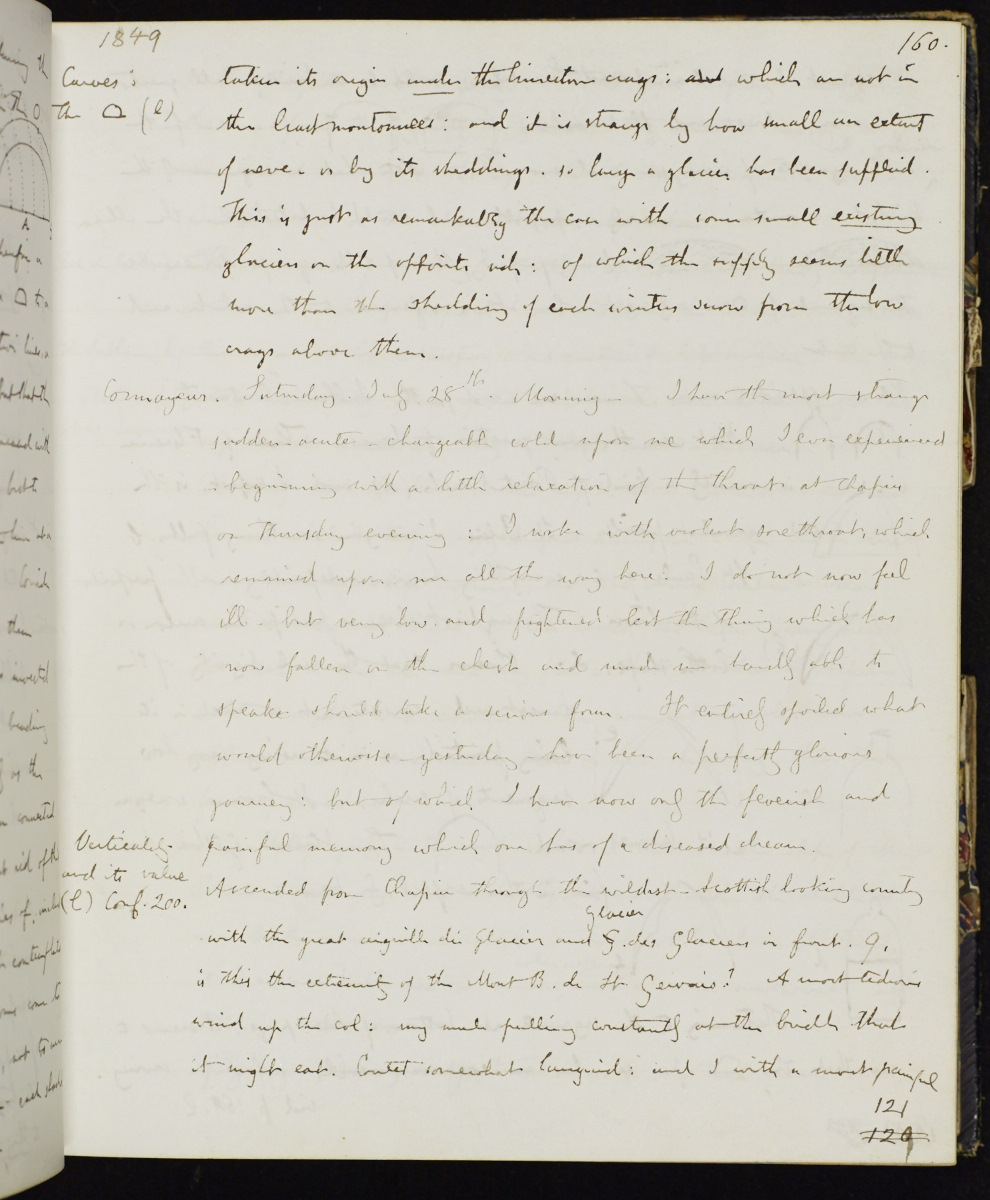 1849
160.
Curves:
the ⌓ (l)
taken its origin under the limestone crags: and which are not in
the least montonnees: and it is strange by how small an extent
of neve - or by its sheddings. so large a glacier has been supplied.
This is just as remarkably the case with some small existing
glaciers on the opposite side: of which the supply seems little
more than the shedding of each winters snow from the low
crags above them.
Cormayeur. Saturday. July 28th. Morning. I have the most strange
sudden - acute - changeable cold upon me which I ever experienced
- beginning with a little relaxation of the throat at Chapiu
on Thursday evening: I woke with violent sore throat, which
remained upon me all the way here: I do not now feel
ill - but very low. and frightened lest the thing which has
now fallen on the chest and made me hardly able to
speak should take a serious form. It entirely spoiled what
would otherwise - yesterday - have been a perfectly glorious
journey: but of which I have now only the feverish and
painful memory which one has of a diseased dream.
Verticality
and its value
(l) Conf. 200.
Ascended from Chapiu through the wildest - Scottish looking country
glacier
with the great aiguille du Glacier and G. des Glaciers in front. Q.
is this the extremity of the Mont B. de St Gervais? A most tedious
wind up the col: my mule pulling constantly at the bridle that
it might eat. Coutet somewhat languid: and I with a most painful
121
129